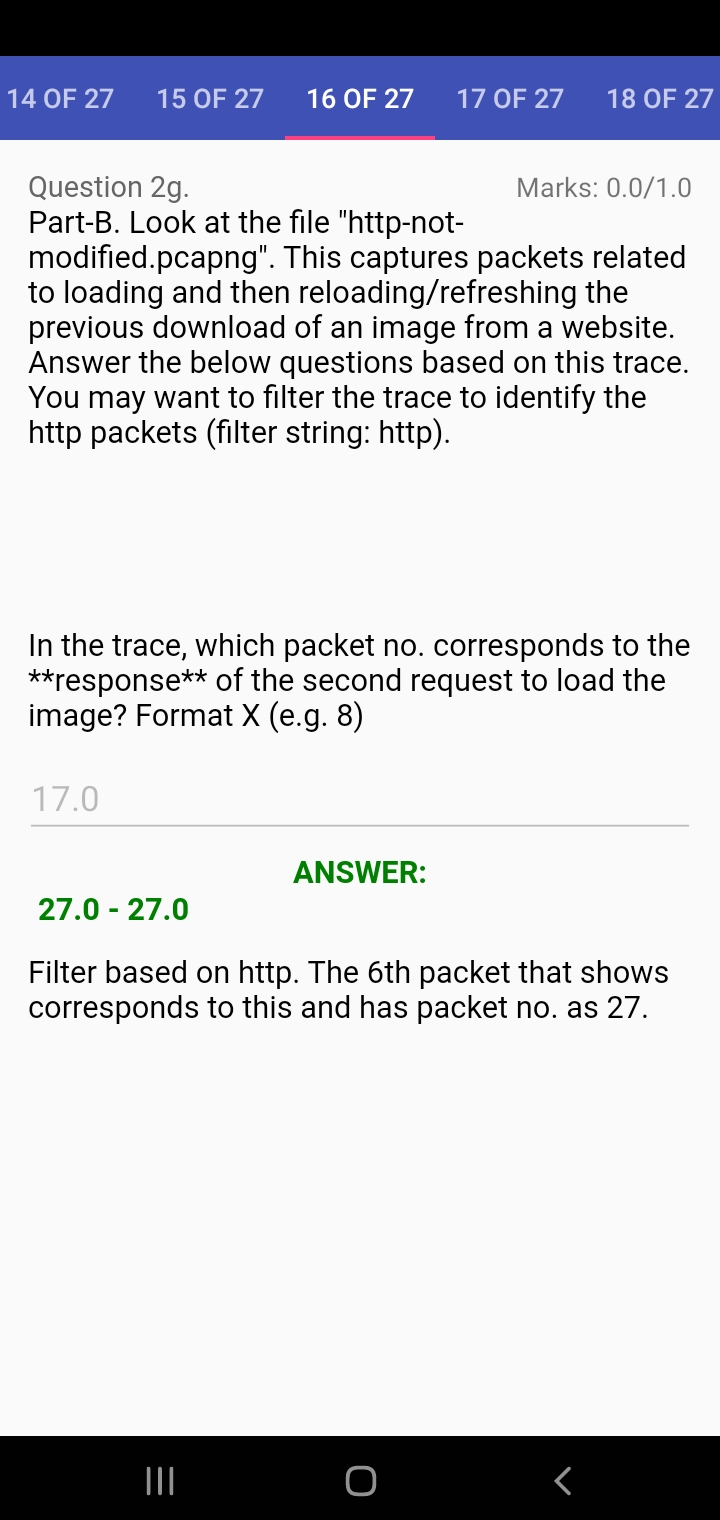 14 OF 27 15 OF 27 16 OF 27 17 OF 27 18 OF 27
Question 2g. Marks: 0.0/1.0
Part-B. Look at the file "http-not-
modified.pcapng". This captures packets related
to loading and then reloading/refreshing the
previous download of an image from a website.
Answer the below questions based on this trace.
You may want to filter the trace to identify the
http packets (filter string: http).
In the trace, which packet no. corresponds to the
**response** of the second request to load the
image? Format X (e.g. 8)
17.0
ANSWER:
27.0 - 27.0
Filter based on http. The 6th packet that shows
corresponds to this and has packet no. as 27.